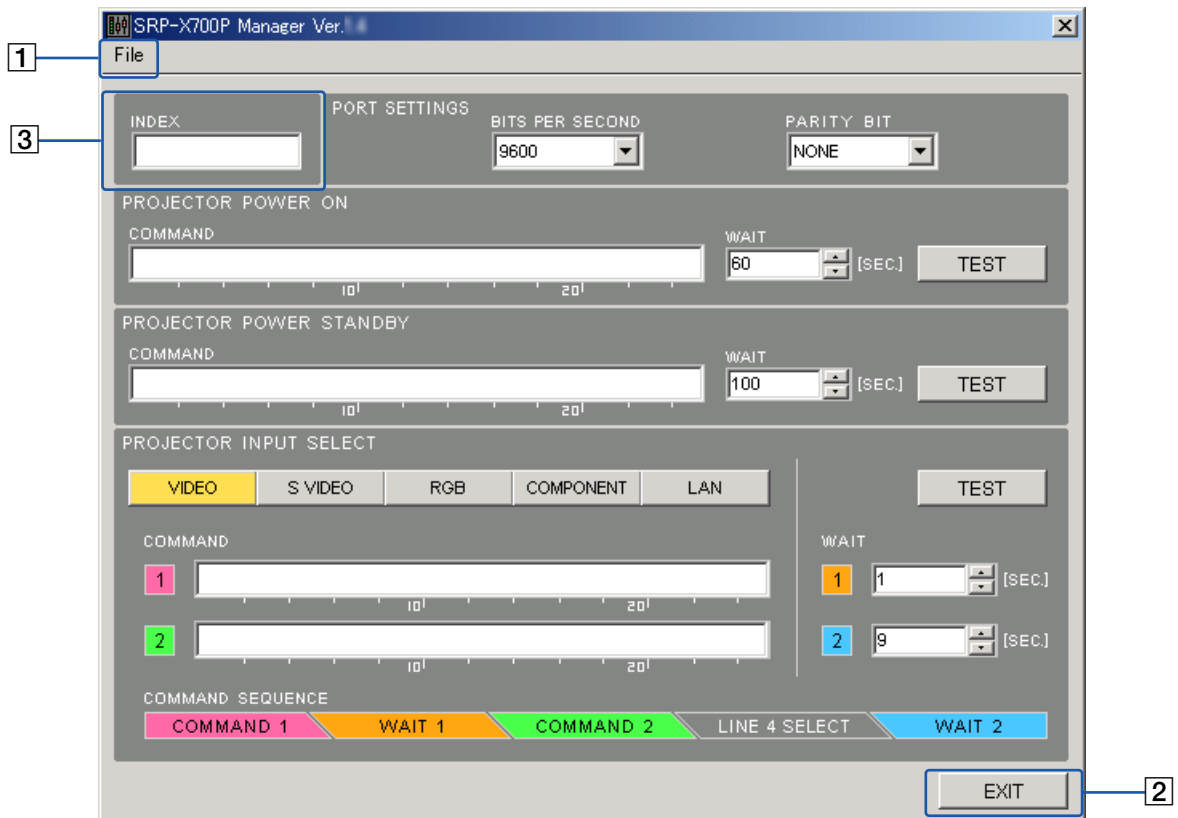 SRP-X700P Manager Ver.
1
File
3
INDEX
PORT SETTINGS
BITS PER SECOND
9600
PARITY BIT
NONE
PROJECTOR POWER ON
COMMAND
WAIT
60
[SEC.]
TEST
10
20
PROJECTOR POWER STANDBY
COMMAND
WAIT
100
[SEC.]
TEST
10
20
PROJECTOR INPUT SELECT
VIDEO
S VIDEO
RGB
COMPONENT
LAN
TEST
COMMAND
WAIT
1
10
20
1
1
[SEC.]
2
10
20
2
9
[SEC.]
COMMAND SEQUENCE
COMMAND 1
WAIT 1
COMMAND 2
LINE 4 SELECT
WAIT 2
EXIT
2